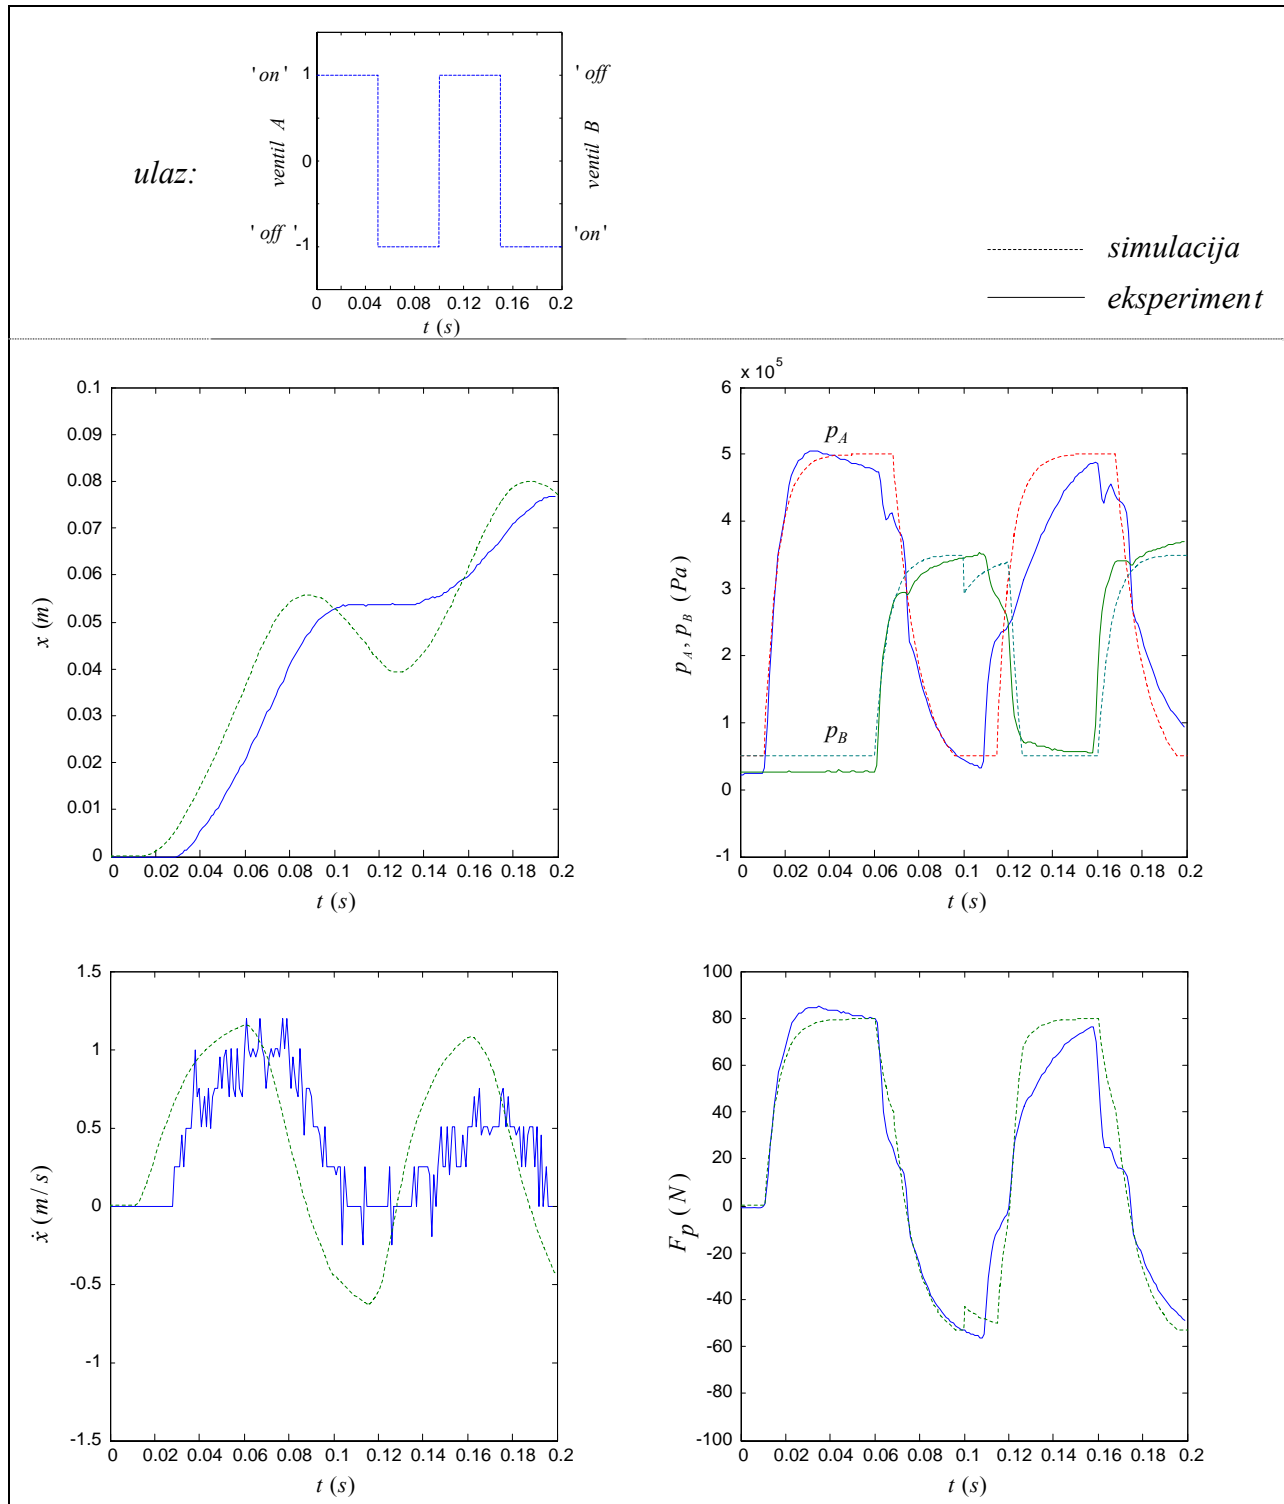 'on' 1 'off
ventil A
0
ventil B
ulaz:
'off' -1 'on'
0 0.04 0.08 0.12 0.16 0.2
t (s)
simulacija
eksperiment
0.1
0.09
0.08
0.07
0.06
0.05
0.04
0.03
0.02
0.01
0
x (m)
0 0.02 0.04 0.06 0.08 0.1 0.12 0.14 0.16 0.18 0.2
t (s)
x 10^5
6
5
4
3
2
1
0
-1
p_A, p_B (Pa)
p_A
p_B
0 0.02 0.04 0.06 0.08 0.1 0.12 0.14 0.16 0.18 0.2
t (s)
1.5
1
0.5
0
-0.5
-1
-1.5
ẋ (m/s)
0 0.02 0.04 0.06 0.08 0.1 0.12 0.14 0.16 0.18 0.2
t (s)
100
80
60
40
20
0
-20
-40
-60
-80
-100
F_p (N)
0 0.02 0.04 0.06 0.08 0.1 0.12 0.14 0.16 0.18 0.2
t (s)